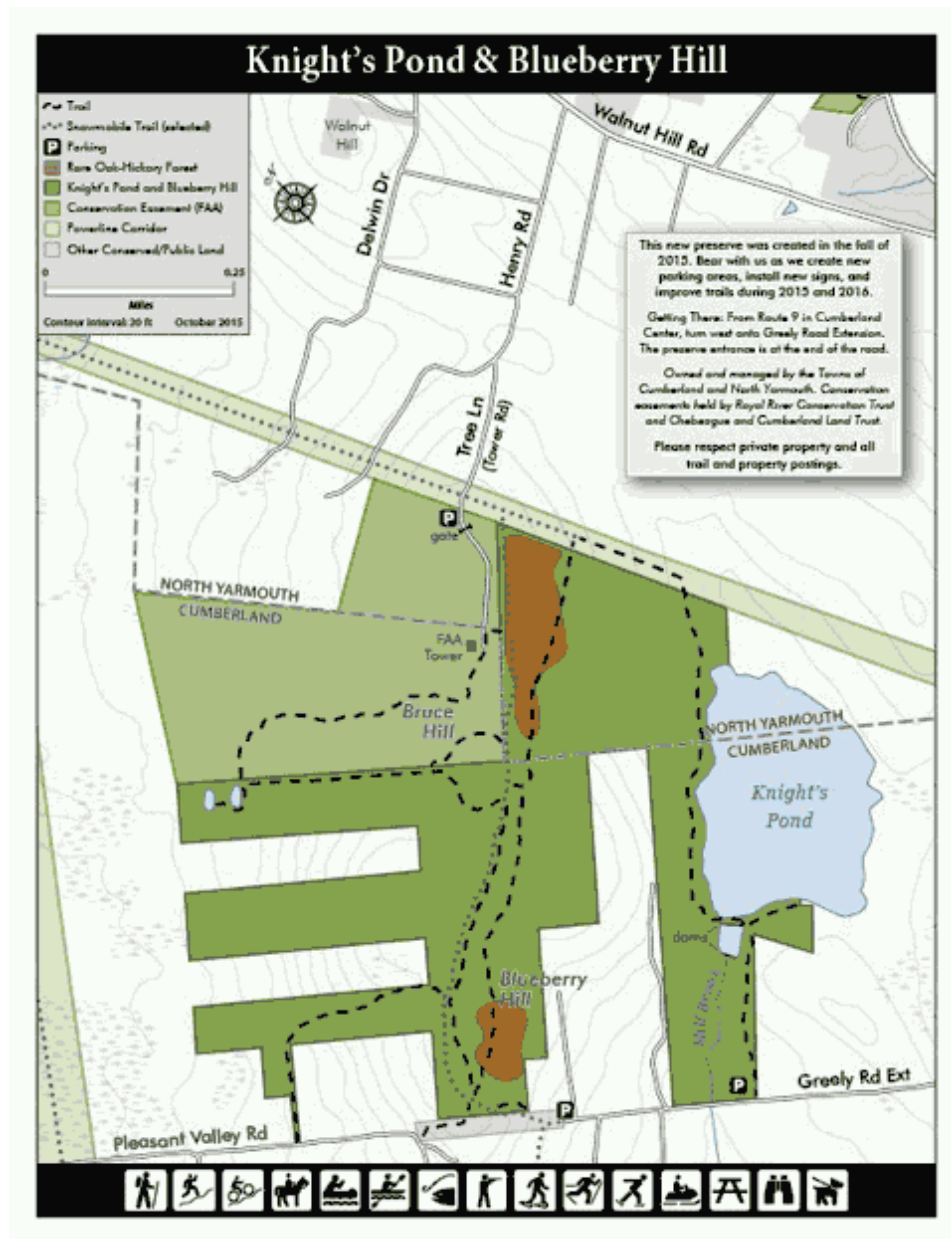 Knight's Pond & Blueberry Hill
Trail
Snowmobile Trail (selected)
P Parking
Rare Oak-Hickory Forest
Knight's Pond and Blueberry Hill
Conservation Easement (FAA)
Powerline Corridor
Other Conserved/Public Land
0 0.25
Miles
Contour interval: 20 ft October 2015
Walnut
Hill
Walnut Hill Rd
Delwin Dr
Henry Rd
This new preserve was created in the fall of
2015. Bear with us as we create new
parking areas, install new signs, and
improve trails during 2015 and 2016.
Getting There: From Route 9 in Cumberland
Center, turn west onto Greely Road Extension.
The preserve entrance is at the end of the road.
Owned and managed by the Towns of
Cumberland and North Yarmouth. Conservation
easements held by Royal River Conservation Trust
and Chebeague and Cumberland Land Trust.
Please respect private property and all
trail and property postings.
Tree Ln
(Tower Rd)
P
gate
NORTH YARMOUTH
CUMBERLAND
FAA
Tower
Bruce
Hill
NORTH YARMOUTH
CUMBERLAND
Knight's
Pond
dams
Blueberry
Hill
Mill Brook
P
Greely Rd Ext
P
Pleasant Valley Rd